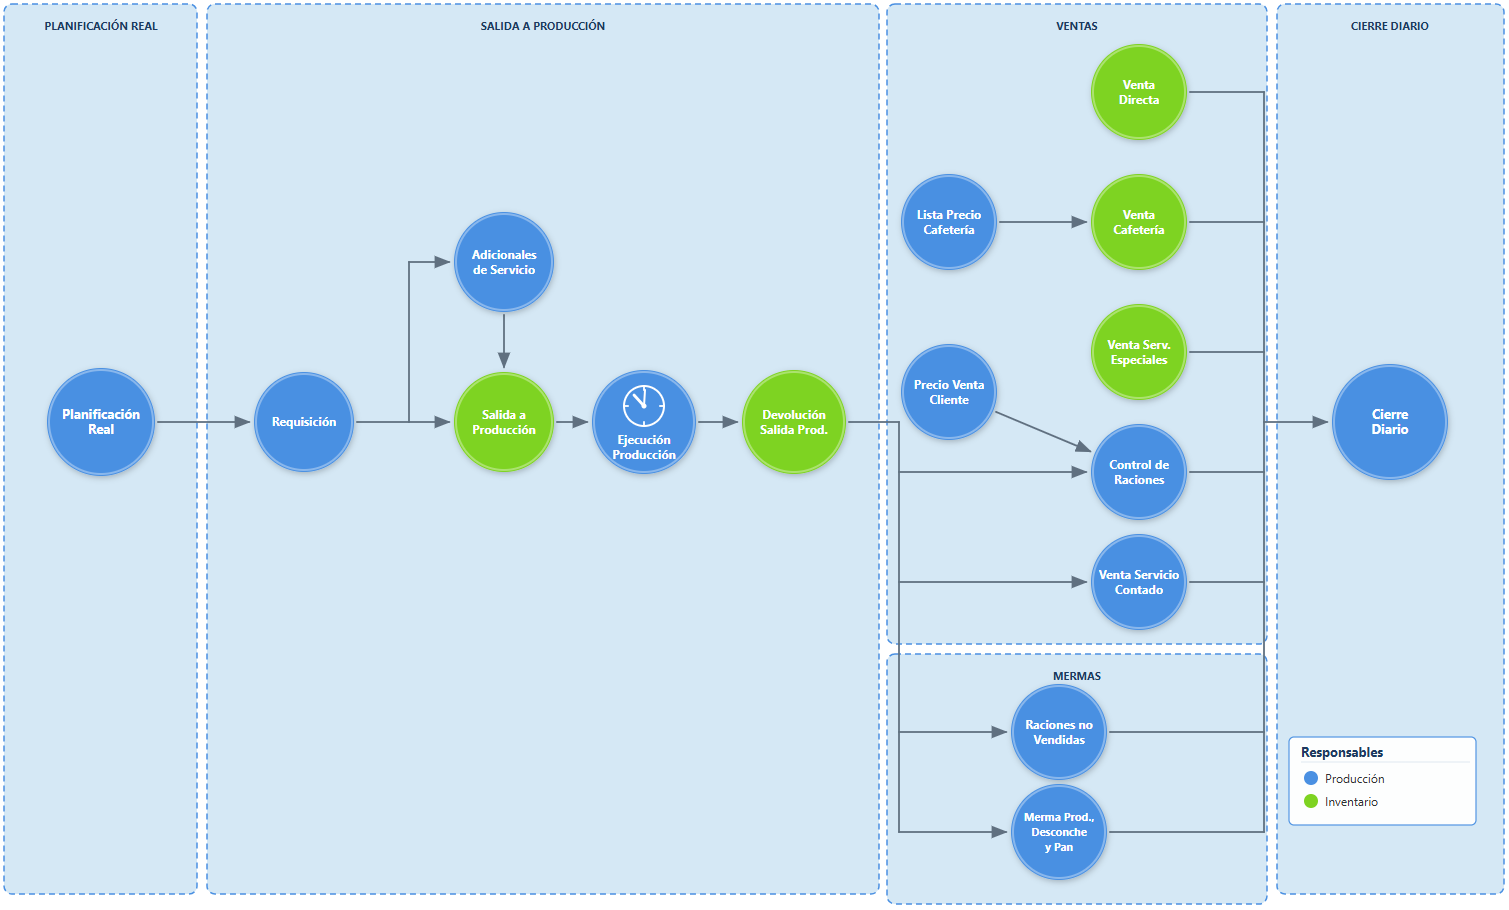 PLANIFICACIÓN REAL
SALIDA A PRODUCCIÓN
VENTAS
CIERRE DIARIO
Planificación
Real
Requisición
Adicionales
de Servicio
Salida a
Producción
Ejecución
Producción
Devolución
Salida Prod.
Venta
Directa
Lista Precio
Cafetería
Venta
Cafetería
Venta Serv.
Especiales
Precio Venta
Cliente
Control de
Raciones
Venta Servicio
Contado
MERMAS
Raciones no
Vendidas
Merma Prod.,
Desconche
y Pan
Cierre
Diario
Responsables
Producción
Inventario